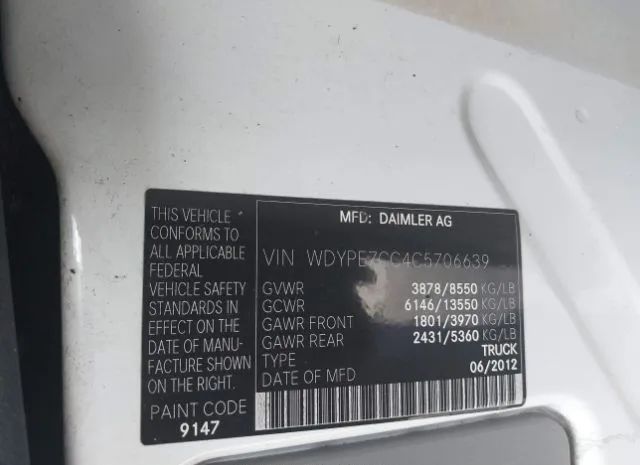 THIS VEHICLE
CONFORMS TO
ALL APPLICABLE
FEDERAL
VEHICLE SAFETY
STANDARDS IN
EFFECT ON THE
DATE OF MANU-
FACTURE SHOWN
ON THE RIGHT.
PAINT CODE
9147
MFD: DAIMLER AG
VIN WDYPE7CC4C5706639
GVWR 3878/8550 KG/LB
GCWR 6146/13550 KG/LB
GAWR FRONT 1801/3970 KG/LB
GAWR REAR 2431/5360 KG/LB
TYPE TRUCK
DATE OF MFD 06/2012